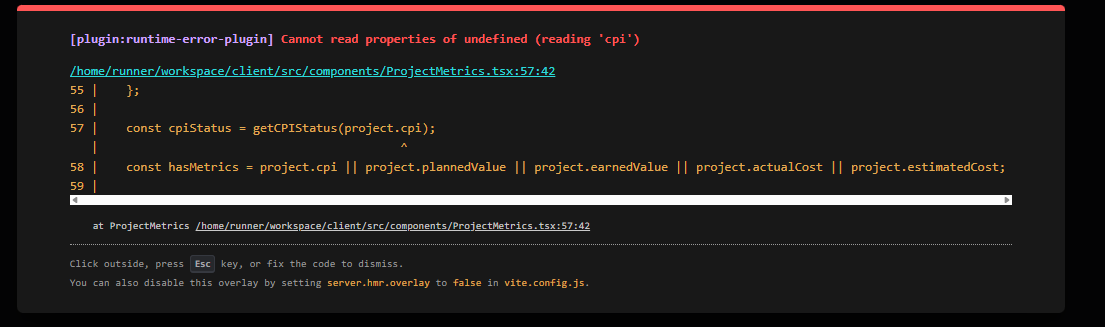 [plugin:runtime-error-plugin] Cannot read properties of undefined (reading 'cpi')
/home/runner/workspace/client/src/components/ProjectMetrics.tsx:57:42
55 |    };
56 |
57 |    const cpiStatus = getCPIStatus(project.cpi);
   |                                         ^
58 |    const hasMetrics = project.cpi || project.plannedValue || project.earnedValue || project.actualCost || project.estimatedCost;
59 |
at ProjectMetrics /home/runner/workspace/client/src/components/ProjectMetrics.tsx:57:42
Click outside, press Esc key, or fix the code to dismiss.
You can also disable this overlay by setting server.hmr.overlay to false in vite.config.js.